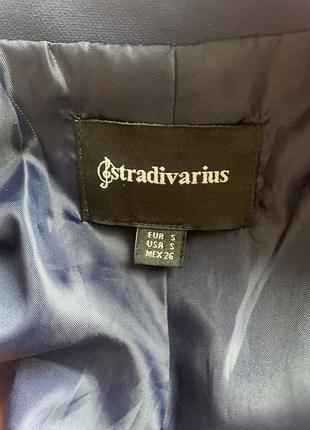 stradivarius
EUR S
USA S
MEX 26